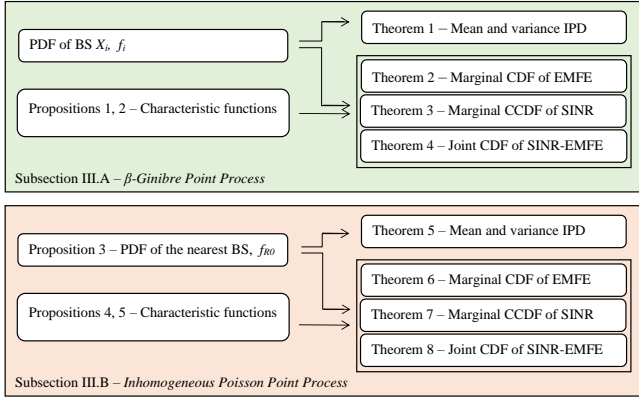 PDF of BS Xi, fi
Propositions 1, 2 – Characteristic functions
Theorem 1 – Mean and variance IPD
Theorem 2 – Marginal CDF of EMFE
Theorem 3 – Marginal CCDF of SINR
Theorem 4 – Joint CDF of SINR-EMFE
Subsection III.A – β-Ginibre Point Process
Proposition 3 – PDF of the nearest BS, fR0
Propositions 4, 5 – Characteristic functions
Theorem 5 – Mean and variance IPD
Theorem 6 – Marginal CDF of EMFE
Theorem 7 – Marginal CCDF of SINR
Theorem 8 – Joint CDF of SINR-EMFE
Subsection III.B – Inhomogeneous Poisson Point Process